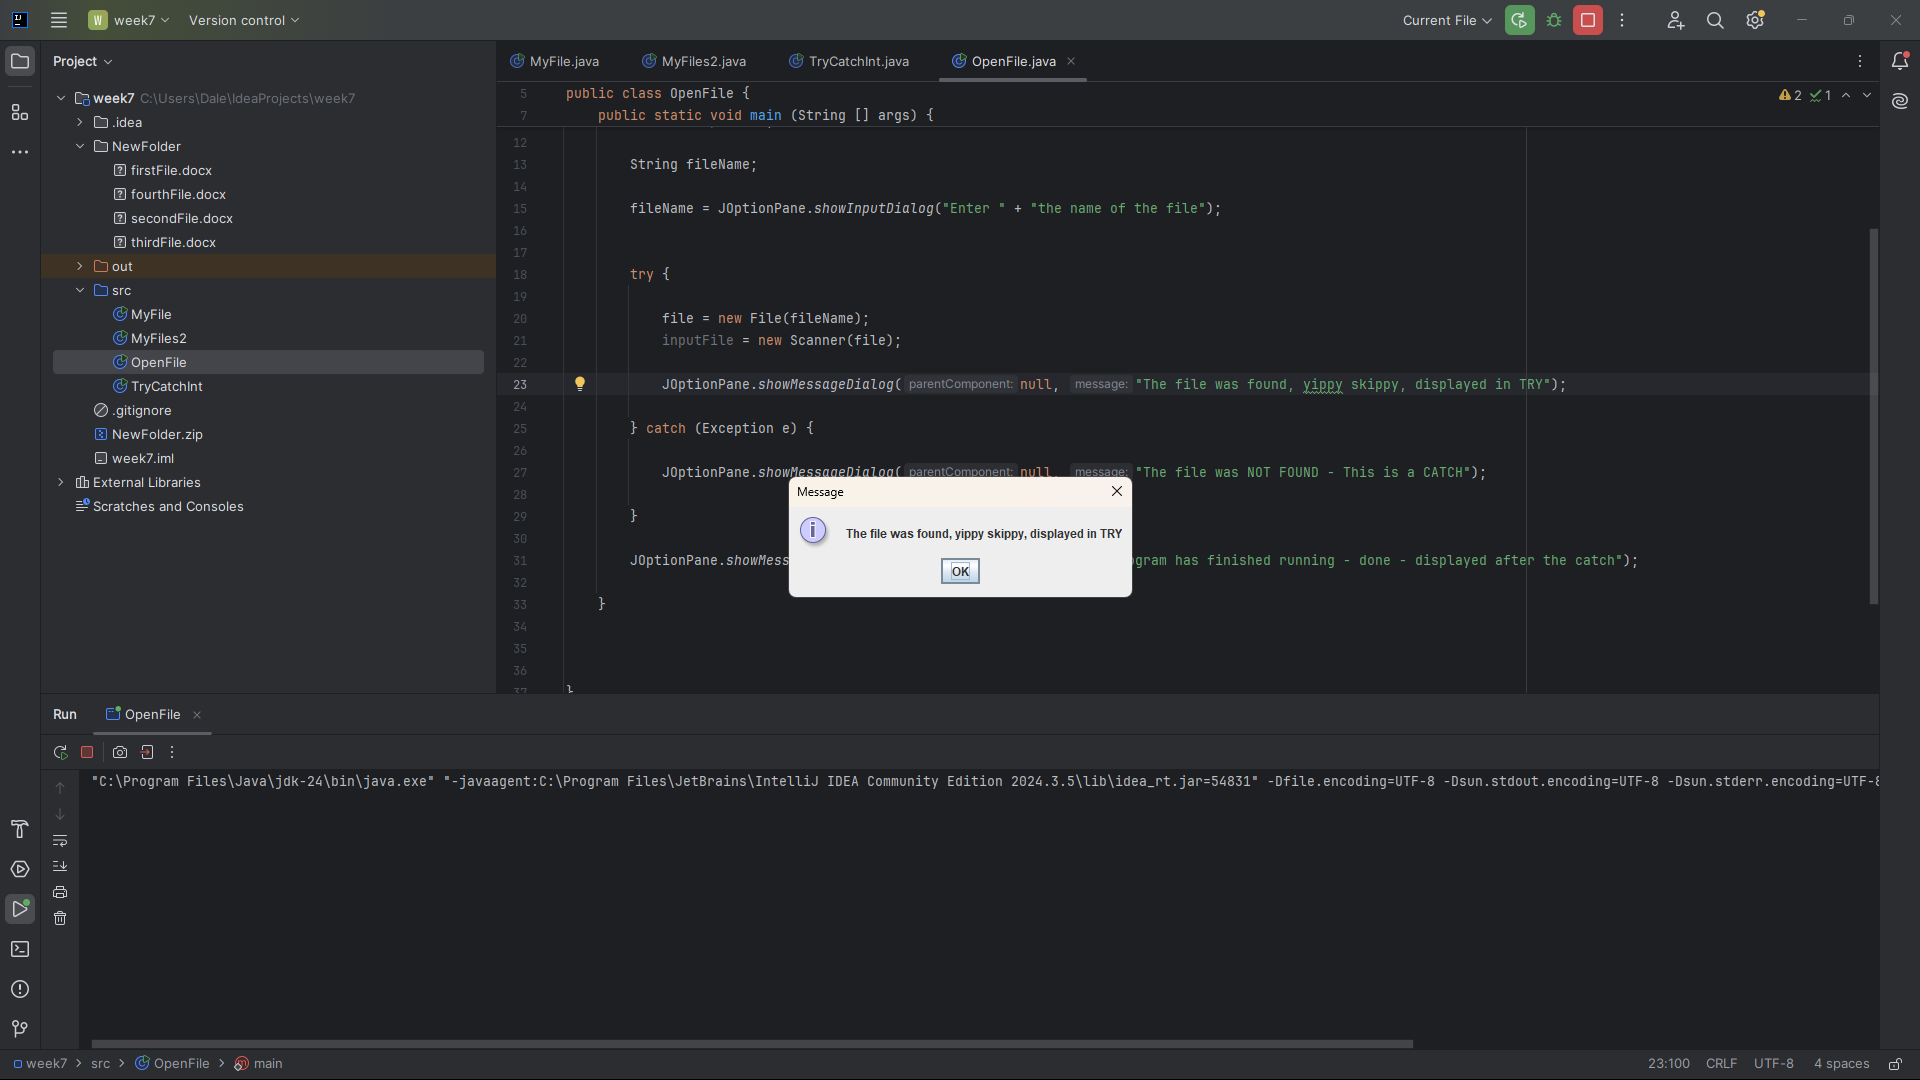 W week7 Version control Current File
Project
MyFile.java MyFiles2.java TryCatchInt.java OpenFile.java
week7 C:\Users\Dale\IdeaProjects\week7
.idea
NewFolder
firstFile.docx
fourthFile.docx
secondFile.docx
thirdFile.docx
out
src
MyFile
MyFiles2
OpenFile
TryCatchInt
.gitignore
NewFolder.zip
week7.iml
External Libraries
Scratches and Consoles
5 public class OpenFile {
2 1
7 public static void main (String [] args) {
12
13 String fileName;
14
15 fileName = JOptionPane.showInputDialog("Enter " + "the name of the file");
16
17
18 try {
19
20 file = new File(fileName);
21 inputFile = new Scanner(file);
22
23 JOptionPane.showMessageDialog( parentComponent: null, message: "The file was found, yippy skippy, displayed in TRY");
24
25 } catch (Exception e) {
26
27 JOptionPane.showMessageDialog( parentComponent: null, message: "The file was NOT FOUND - This is a CATCH");
28
29 }
30
31 JOptionPane.showMess ogram has finished running - done - displayed after the catch");
32
33 }
34
35
36
37 }
Message
The file was found, yippy skippy, displayed in TRY
OK
Run OpenFile
"C:\Program Files\Java\jdk-24\bin\java.exe" "-javaagent:C:\Program Files\JetBrains\IntelliJ IDEA Community Edition 2024.3.5\lib\idea_rt.jar=54831" -Dfile.encoding=UTF-8 -Dsun.stdout.encoding=UTF-8 -Dsun.stderr.encoding=UTF-8
week7 src OpenFile main
23:100 CRLF UTF-8 4 spaces